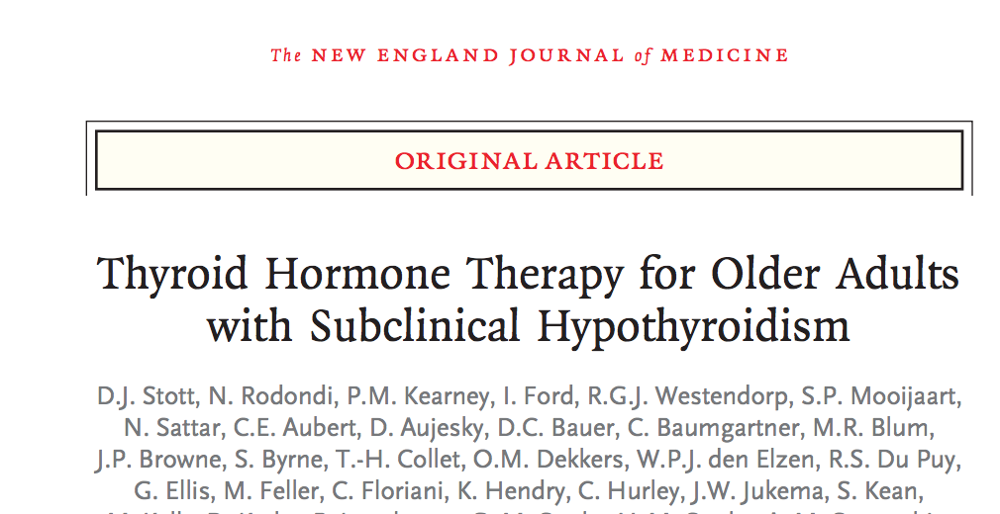 The NEW ENGLAND JOURNAL of MEDICINE
ORIGINAL ARTICLE
Thyroid Hormone Therapy for Older Adults
with Subclinical Hypothyroidism
D.J. Stott, N. Rodondi, P.M. Kearney, I. Ford, R.G.J. Westendorp, S.P. Mooijaart,
N. Sattar, C.E. Aubert, D. Aujesky, D.C. Bauer, C. Baumgartner, M.R. Blum,
J.P. Browne, S. Byrne, T.-H. Collet, O.M. Dekkers, W.P.J. den Elzen, R.S. Du Puy,
G. Ellis, M. Feller, C. Floriani, K. Hendry, C. Hurley, J.W. Jukema, S. Kean,